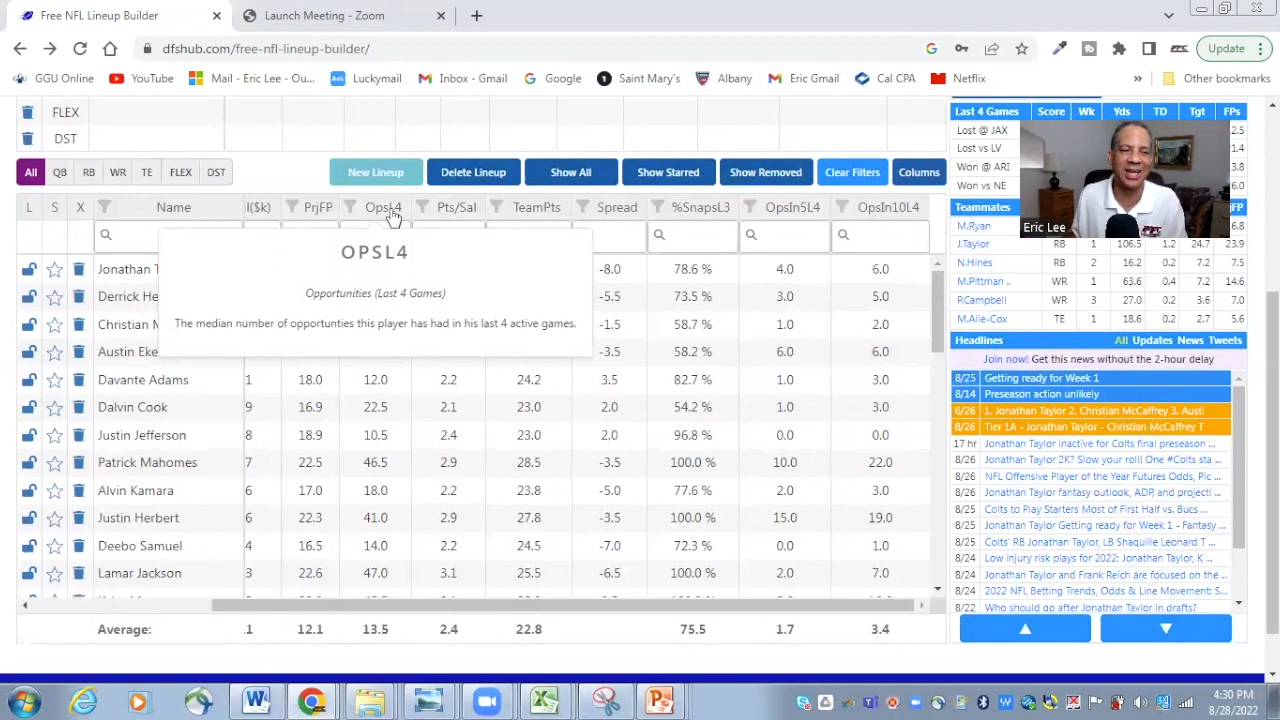 Free NFL Lineup Builder
Launch Meeting - Zoom
dfshub.com/free-nfl-lineup-builder/
Update
GGU Online
YouTube
Mail - Eric Lee - Ou...
Luckymail
Inbox - Gmail
Google
Saint Mary's
Albany
Eric Gmail
Cal CPA
Netflix
»
Other bookmarks
FLEX
DST
All QB RB WR TE FLEX DST
New Lineup Delete Lineup Show All Show Starred Show Removed Clear Filters Columns
L S X Name l($k) PrjFP OpsL4 Pts/Sal TeamPts Spread %SnapsL3 OpsIn5L4 OpsIn10L4
OPSL4
Opportunities (Last 4 Games)
The median number of opportunties this player has had in his last 4 active games.
Jonathan T -8.0 78.6 % 4.0 6.0
Derrick He -5.5 73.5 % 3.0 5.0
Christian M -1.5 58.7 % 1.0 2.0
Austin Eke -3.5 58.2 % 6.0 6.0
Davante Adams 1 18.0 12.0 2.2 24.2 3.5 82.7 % 1.0 3.0
Dalvin Cook 9 16.9 22.5 2.1 23.0 2.0 54.2 % 1.0 3.0
Justin Jefferson 8 18.9 10.5 2.4 23.0 2.0 96.8 % 0.0 0.0
Patrick Mahomes 7 22.5 46.5 2.9 28.5 -3.5 100.0 % 10.0 22.0
Alvin Kamara 6 17.0 18.0 2.2 23.8 -5.0 77.6 % 1.0 3.0
Justin Herbert 6 22.3 41.0 2.9 27.8 -3.5 100.0 % 15.0 19.0
Deebo Samuel 4 16.5 14.0 2.2 24.5 -7.0 72.3 % 0.0 1.0
Lamar Jackson 3 22.6 3.1 25.5 -6.5 100.0 % 2.0 7.0
Average: .1 12.1 13.5 2.4 22.8 75.5 1.7 3.4
Last 4 Games Score Wk Yds TD Tgt FPs
Lost @ JAX 2.5
Lost vs LV 1.4
Won @ ARI 3.8
Won vs NE 6.0
Teammates FP
M.Ryan 6.8
J.Taylor RB 1 106.5 1.2 24.7 23.9
N.Hines RB 2 16.2 0.2 7.2 7.5
M.Pittman .. WR 1 63.6 0.4 7.2 14.6
P.Campbell WR 3 27.0 0.2 3.6 7.0
M.Alie-Cox TE 1 18.6 0.2 2.7 5.6
Eric Lee
Headlines All Updates News Tweets
Join now! Get this news without the 2-hour delay
8/25 Getting ready for Week 1
8/14 Preseason action unlikely
8/26 1. Jonathan Taylor 2. Christian McCaffrey 3. Austi
8/26 Tier 1A - Jonathan Taylor - Christian McCaffrey T
17 hr Jonathan Taylor inactive for Colts final preseason ...
8/26 Jonathan Taylor 2K? Slow your roll! One #Colts sta ...
8/26 NFL Offensive Player of the Year Futures Odds, Pic ...
8/26 Jonathan Taylor fantasy outlook, ADP, and projecti ...
8/25 Colts to Play Starters Most of First Half vs. Bucs ...
8/25 Jonathan Taylor Getting ready for Week 1 - Fantasy ...
8/25 Colts' RB Jonathan Taylor, LB Shaquille Leonard T ...
8/24 Low injury risk plays for 2022: Jonathan Taylor, K ...
8/24 Jonathan Taylor and Frank Reich are focused on the ...
8/24 2022 NFL Betting Trends, Odds & Line Movement: S...
8/22 Who should go after Jonathan Taylor in drafts?
4:30 PM
8/28/2022